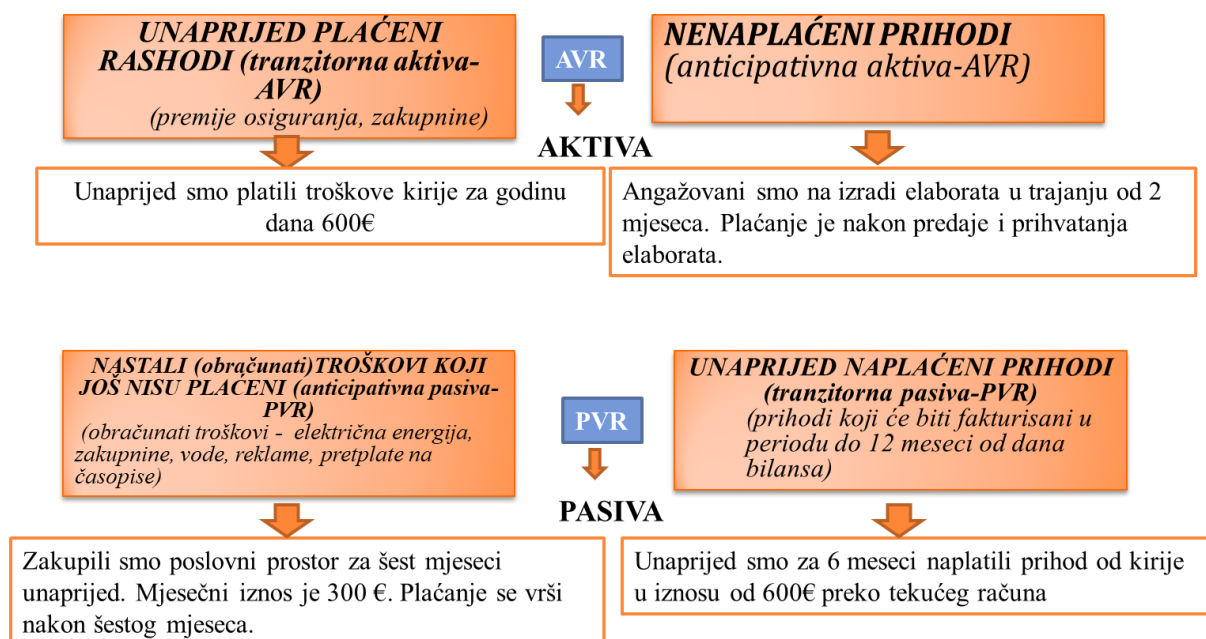 UNAPRIJED PLAĆENI
RASHODI (tranzitorna aktiva-
AVR)
(premije osiguranja, zakupnine)
AVR
NENAPLAĆENI PRIHODI
(anticipativna aktiva-AVR)
AKTIVA
Unaprijed smo platili troškove kirije za godinu
dana 600€
Angažovani smo na izradi elaborata u trajanju od 2
mjeseca. Plaćanje je nakon predaje i prihvatanja
elaborata.
NASTALI (obračunati)TROŠKOVI KOJI
JOŠ NISU PLAĆENI (anticipativna pasiva-
PVR)
(obračunati troškovi - električna energija,
zakupnine, vode, reklame, pretplate na
časopise)
PVR
UNAPRIJED NAPLAĆENI PRIHODI
(tranzitorna pasiva-PVR)
(prihodi koji će biti fakturisani u
periodu do 12 meseci od dana
bilansa)
PASIVA
Zakupili smo poslovni prostor za šest mjeseci
unaprijed. Mjesečni iznos je 300 €. Plaćanje se vrši
nakon šestog mjeseca.
Unaprijed smo za 6 meseci naplatili prihod od kirije
u iznosu od 600€ preko tekućeg računa